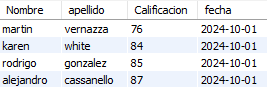 Nombre apellido Calificacion fecha
martin vernazza 76 2024-10-01
karen white 84 2024-10-01
rodrigo gonzalez 85 2024-10-01
alejandro cassanello 87 2024-10-01